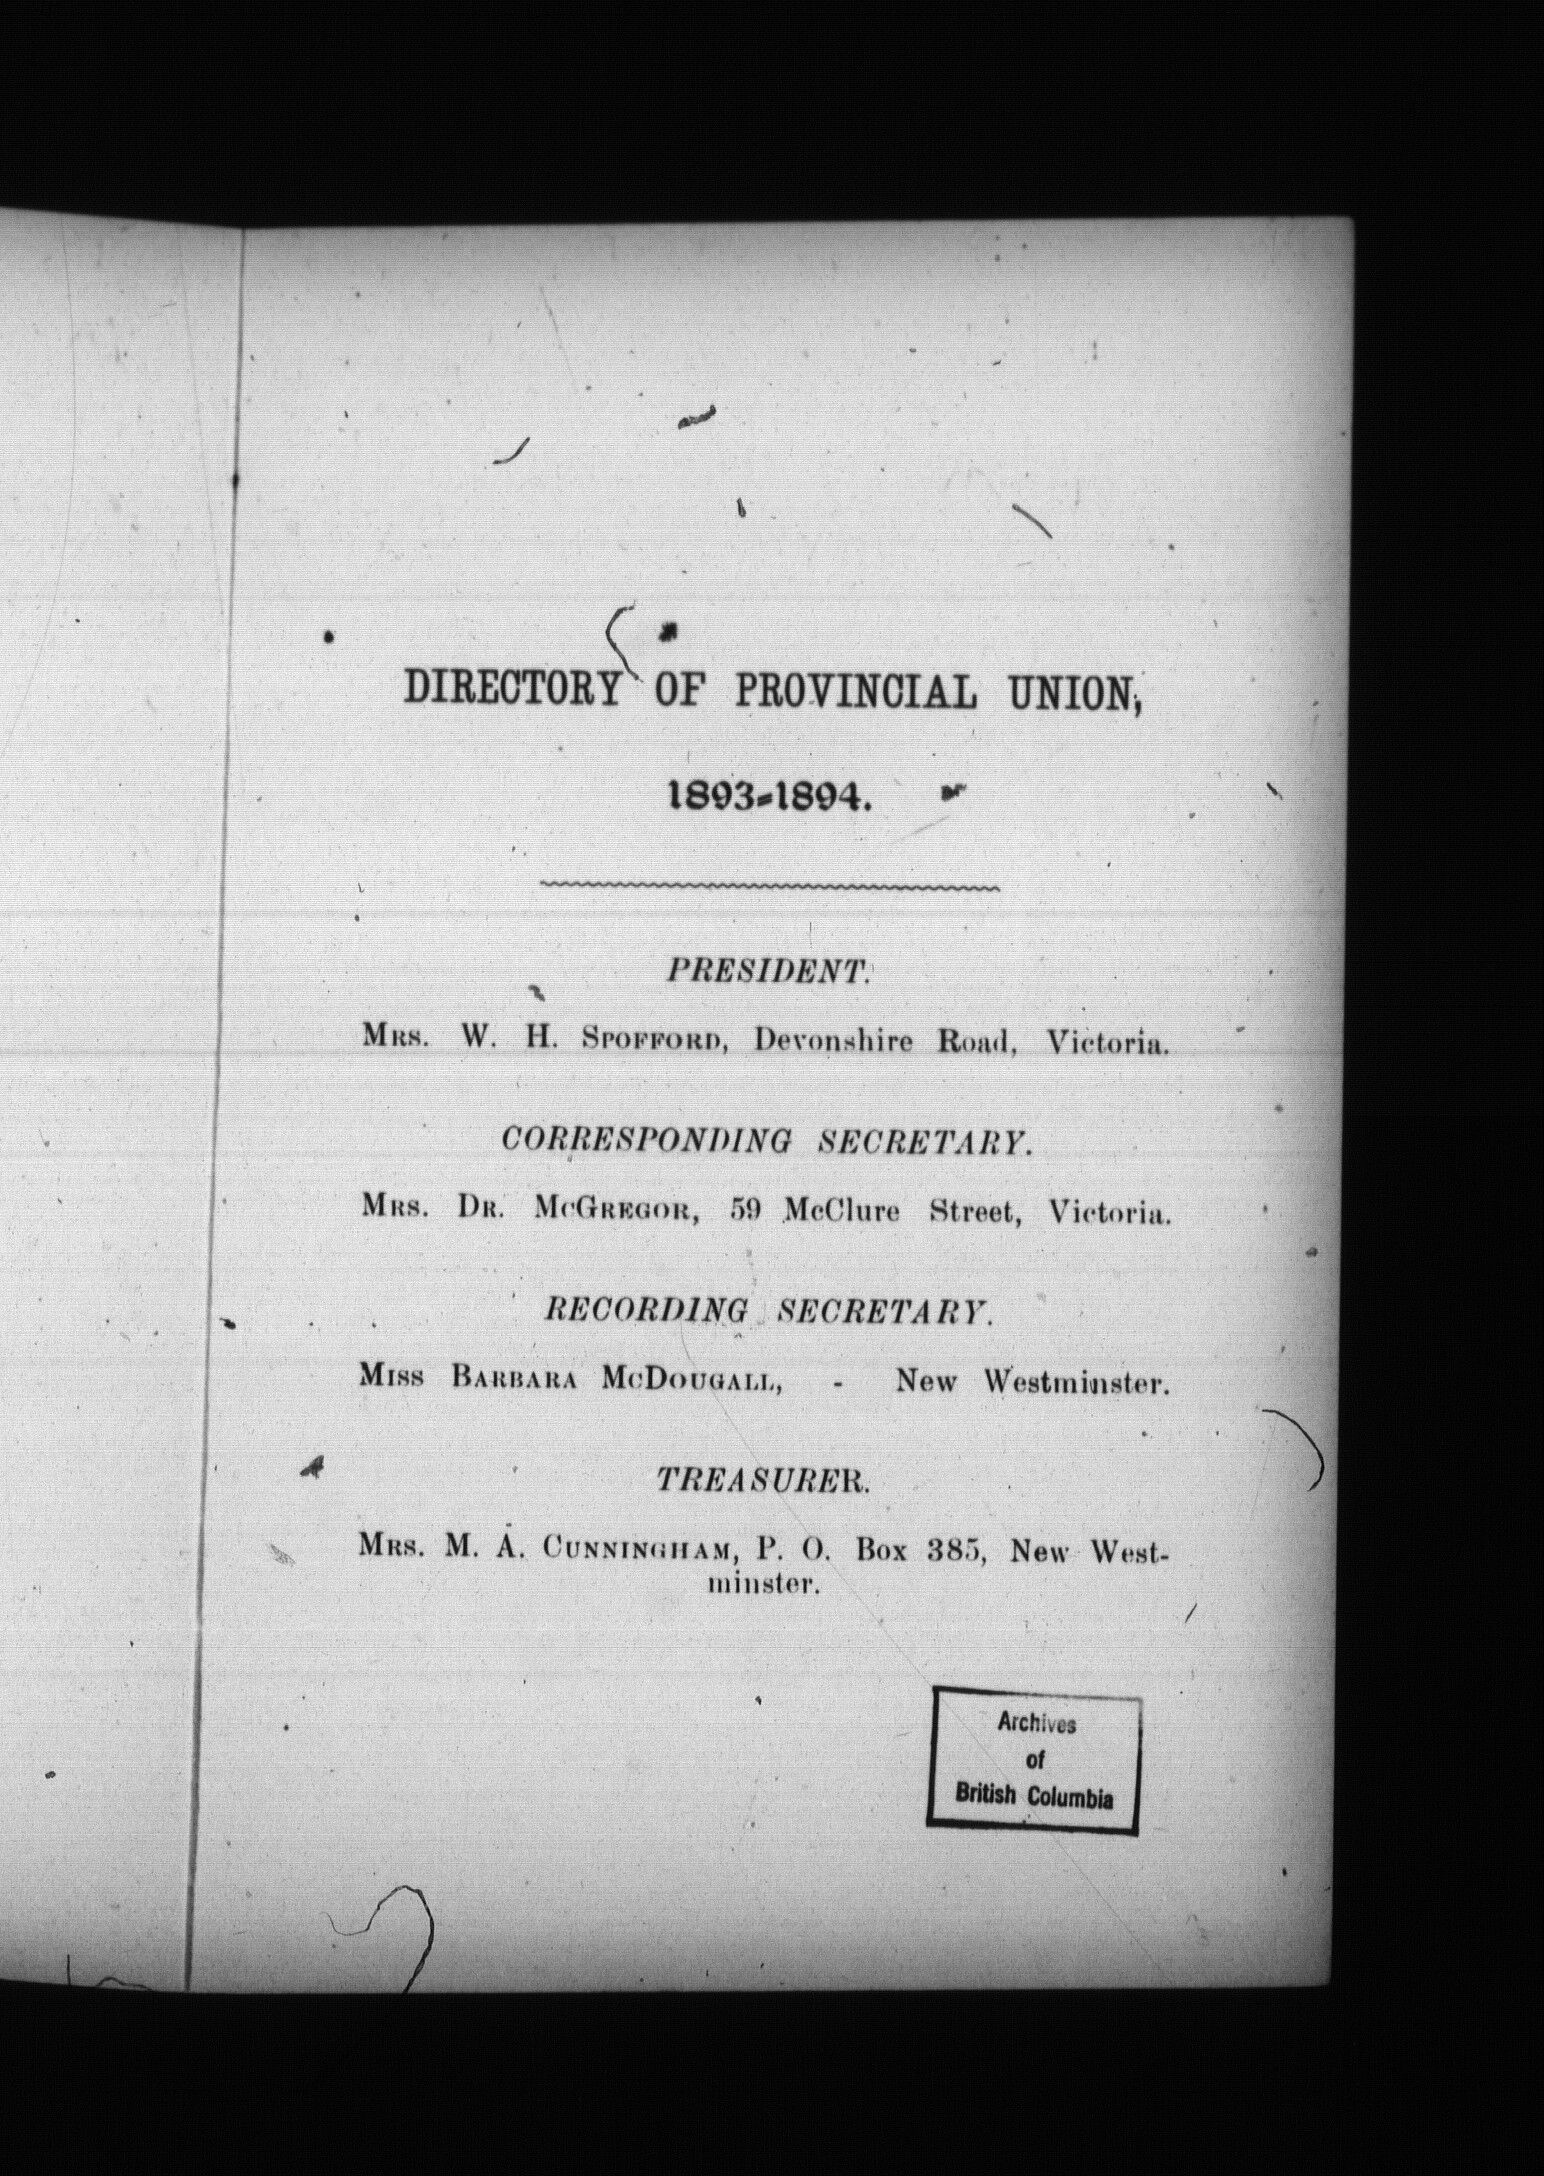 DIRECTORY OF PROVINCIAL UNION,
1893-1894.
PRESIDENT.
MRS. W. H. SPOFFORD, Devonshire Road, Victoria.
CORRESPONDING SECRETARY.
MRS. DR. MCGREGOR, 59 McClure Street, Victoria.
RECORDING SECRETARY.
MISS BARBARA MCDOUGALL, - New Westminster.
TREASURER.
MRS. M. A. CUNNINGHAM, P. O. Box 385, New West-
minster.
Archives
of
British Columbia